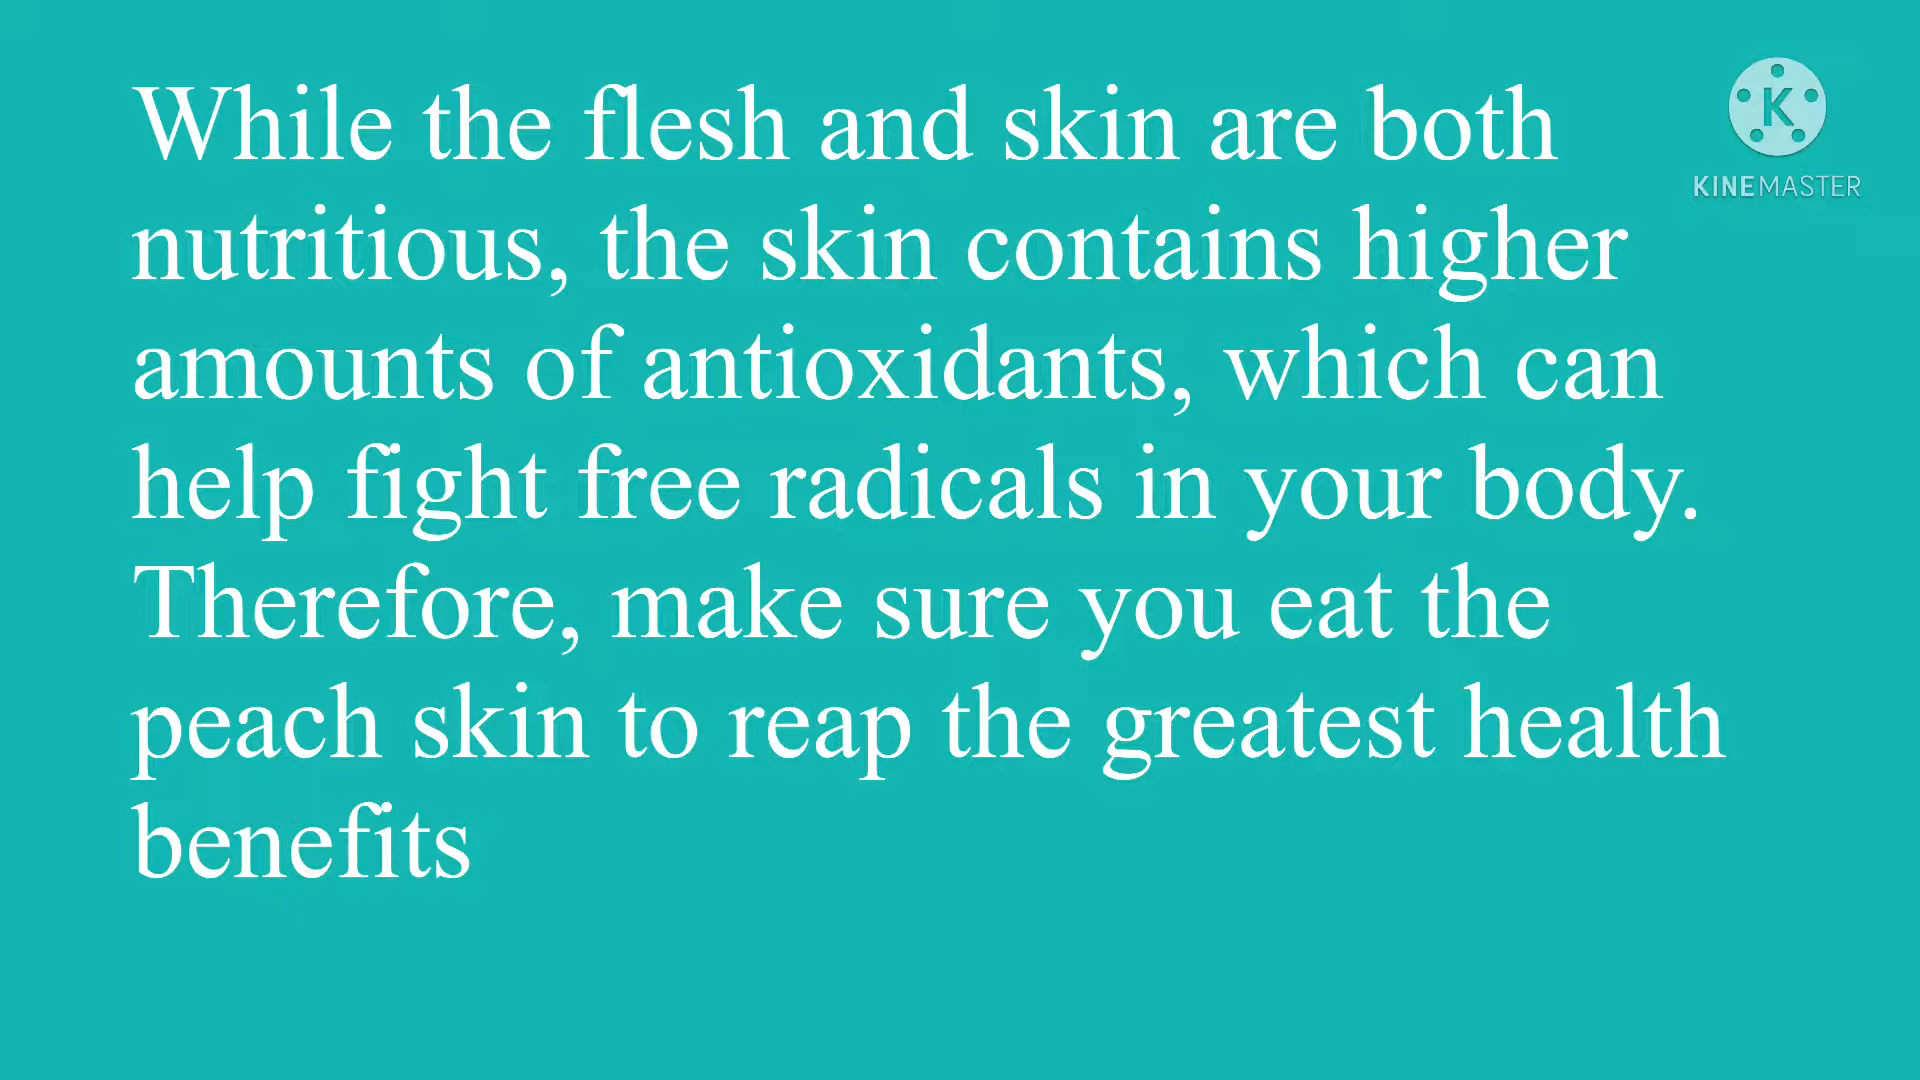 While the flesh and skin are both
nutritious, the skin contains higher
amounts of antioxidants, which can
help fight free radicals in your body.
Therefore, make sure you eat the
peach skin to reap the greatest health
benefits
K
KINEMASTER